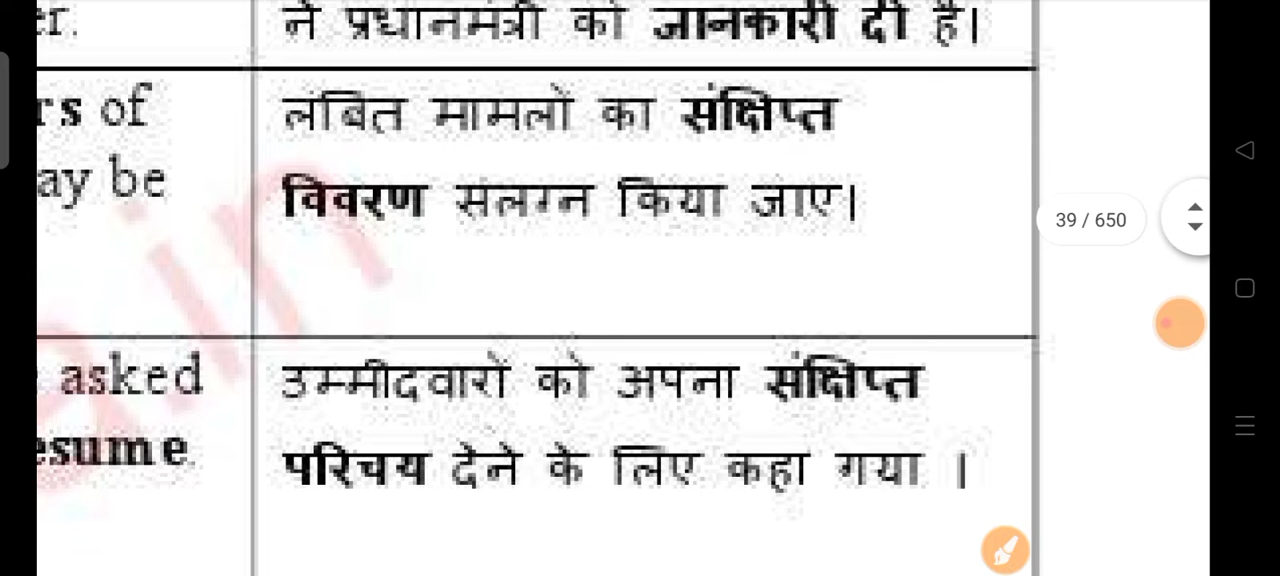 er.
ने प्रधानमंत्री को जानकारी दी है।
rs of
लंबित मामलों का संक्षिप्त
ay be
विवरण संलग्न किया जाए।
39 / 650
asked
उम्मीदवारों को अपना संक्षिप्त
esume
परिचय देने के लिए कहा गया ।